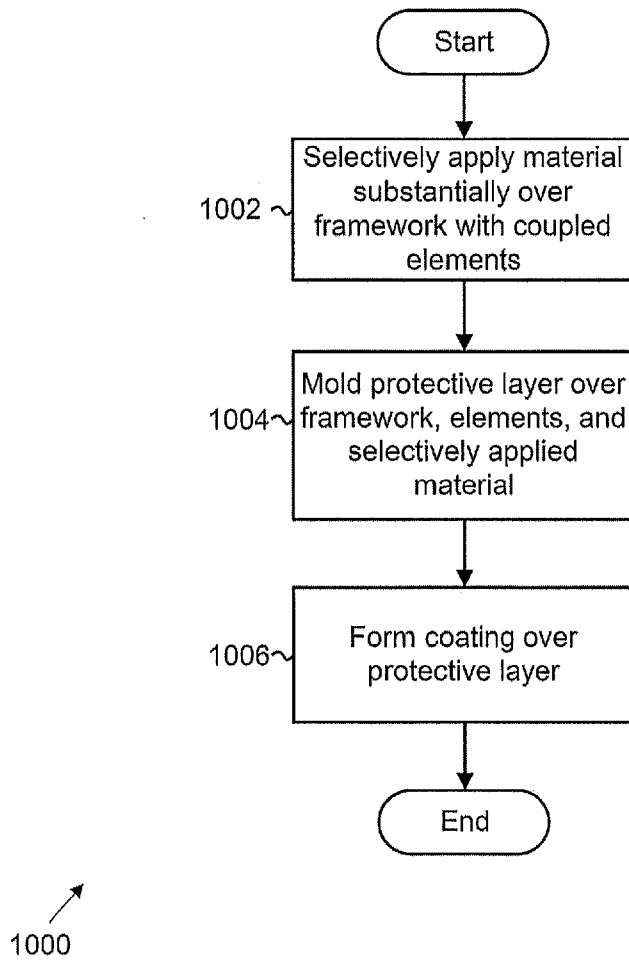 Start
Selectively apply material
substantially over
framework with coupled
elements
1002
Mold protective layer over
framework, elements, and
selectively applied
material
1004
Form coating over
protective layer
1006
End
1000